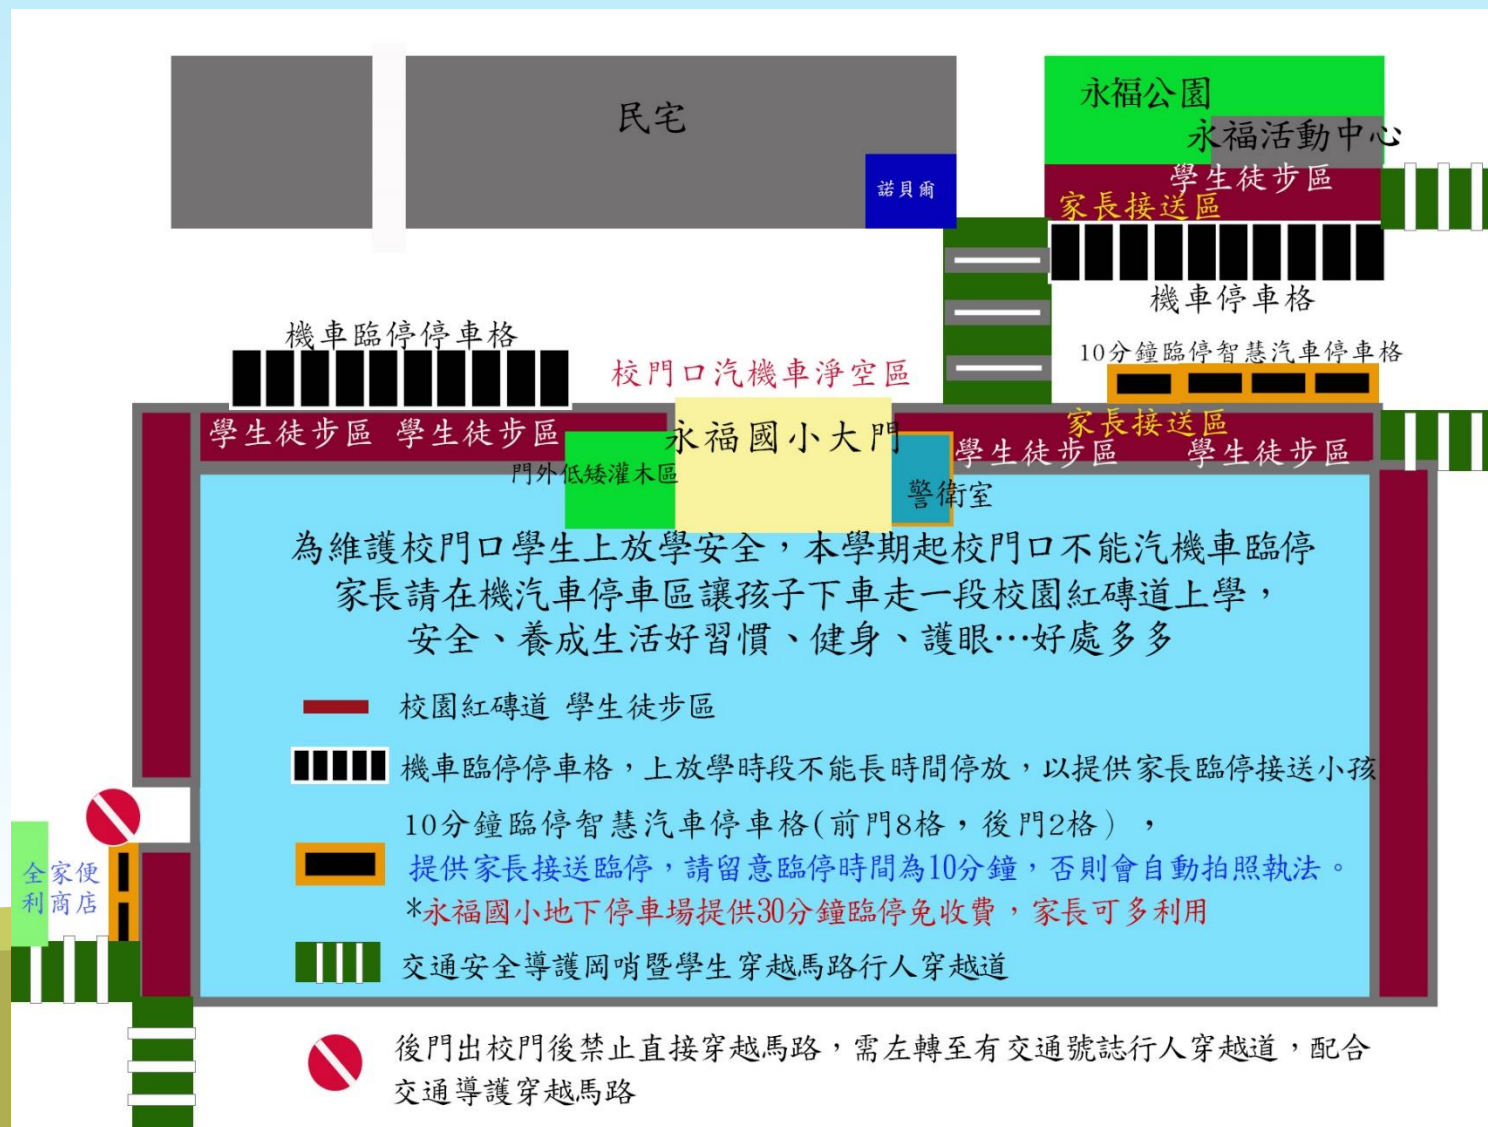 民宅
永福公園
永福活動中心
諾貝爾
學生徒步區
家長接送區
機車停車格
機車臨停停車格
10分鐘臨停智慧汽車停車格
校門口汽機車淨空區
學生徒步區 學生徒步區
永福國小大門
家長接送區
學生徒步區 學生徒步區
門外低矮灌木區
警衛室
為維護校門口學生上放學安全，本學期起校門口不能汽機車臨停
家長請在機汽車停車區讓孩子下車走一段校園紅磚道上學，
安全、養成生活好習慣、健身、護眼…好處多多
校園紅磚道 學生徒步區
機車臨停停車格，上放學時段不能長時間停放，以提供家長臨停接送小孩
10分鐘臨停智慧汽車停車格(前門8格，後門2格)，
提供家長接送臨停，請留意臨停時間為10分鐘，否則會自動拍照執法。
*永福國小地下停車場提供30分鐘臨停免收費，家長可多利用
全家便
利商店
交通安全導護岡哨暨學生穿越馬路行人穿越道
後門出校門後禁止直接穿越馬路，需左轉至有交通號誌行人穿越道，配合
交通導護穿越馬路